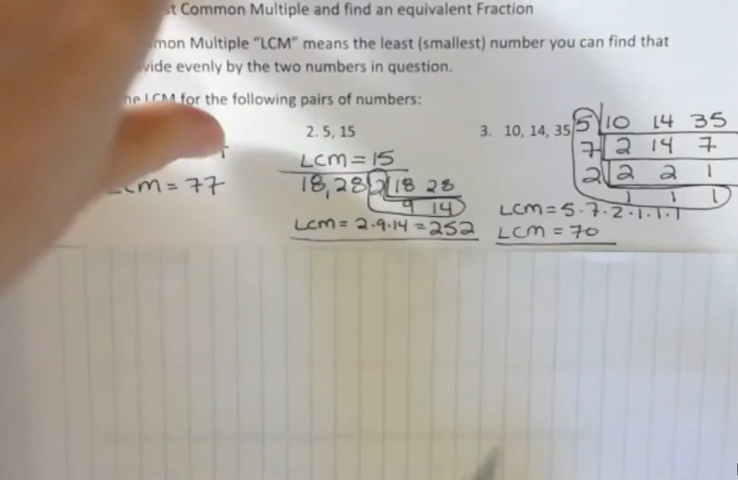 t Common Multiple and find an equivalent Fraction
mon Multiple “LCM” means the least (smallest) number you can find that
vide evenly by the two numbers in question.
he LCM for the following pairs of numbers:
2. 5, 15
LCM = 15
18, 28 2 18 28
9 14
LCM = 2·9·14 = 252
3. 10, 14, 35
5 10 14 35
7 2 14 7
2 2 2 1
1 1 1
LCM = 5·7·2·1·1·1
LCM = 70
LCM = 77